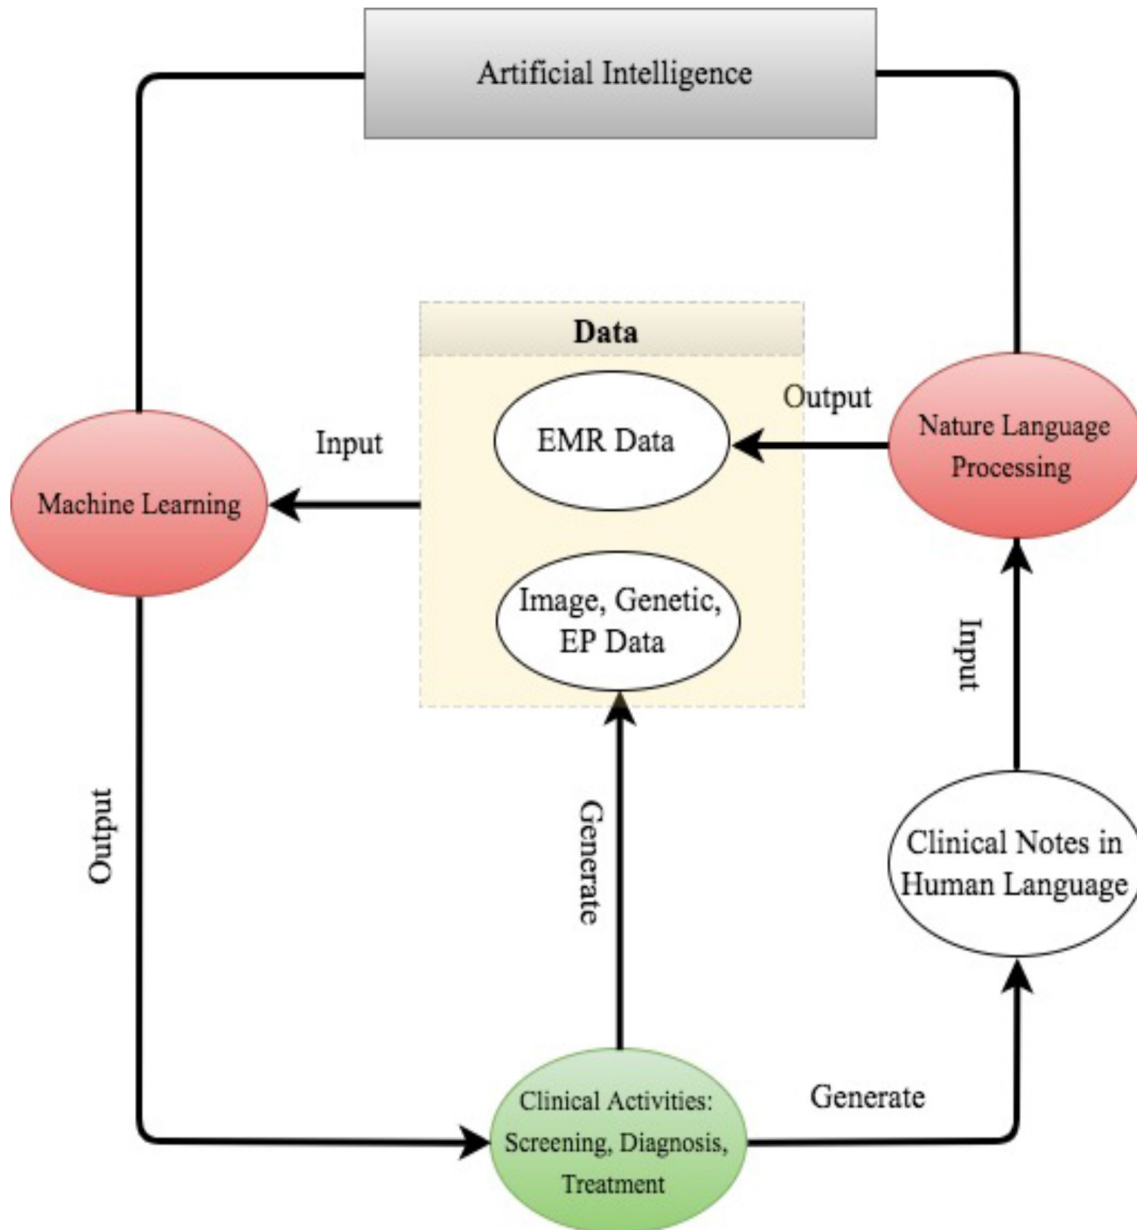 Artificial Intelligence
Data
EMR Data
Output
Nature Language
Processing
Input
Machine Learning
Image, Genetic,
EP Data
Input
Output
Generate
Clinical Notes in
Human Language
Clinical Activities:
Screening, Diagnosis,
Treatment
Generate